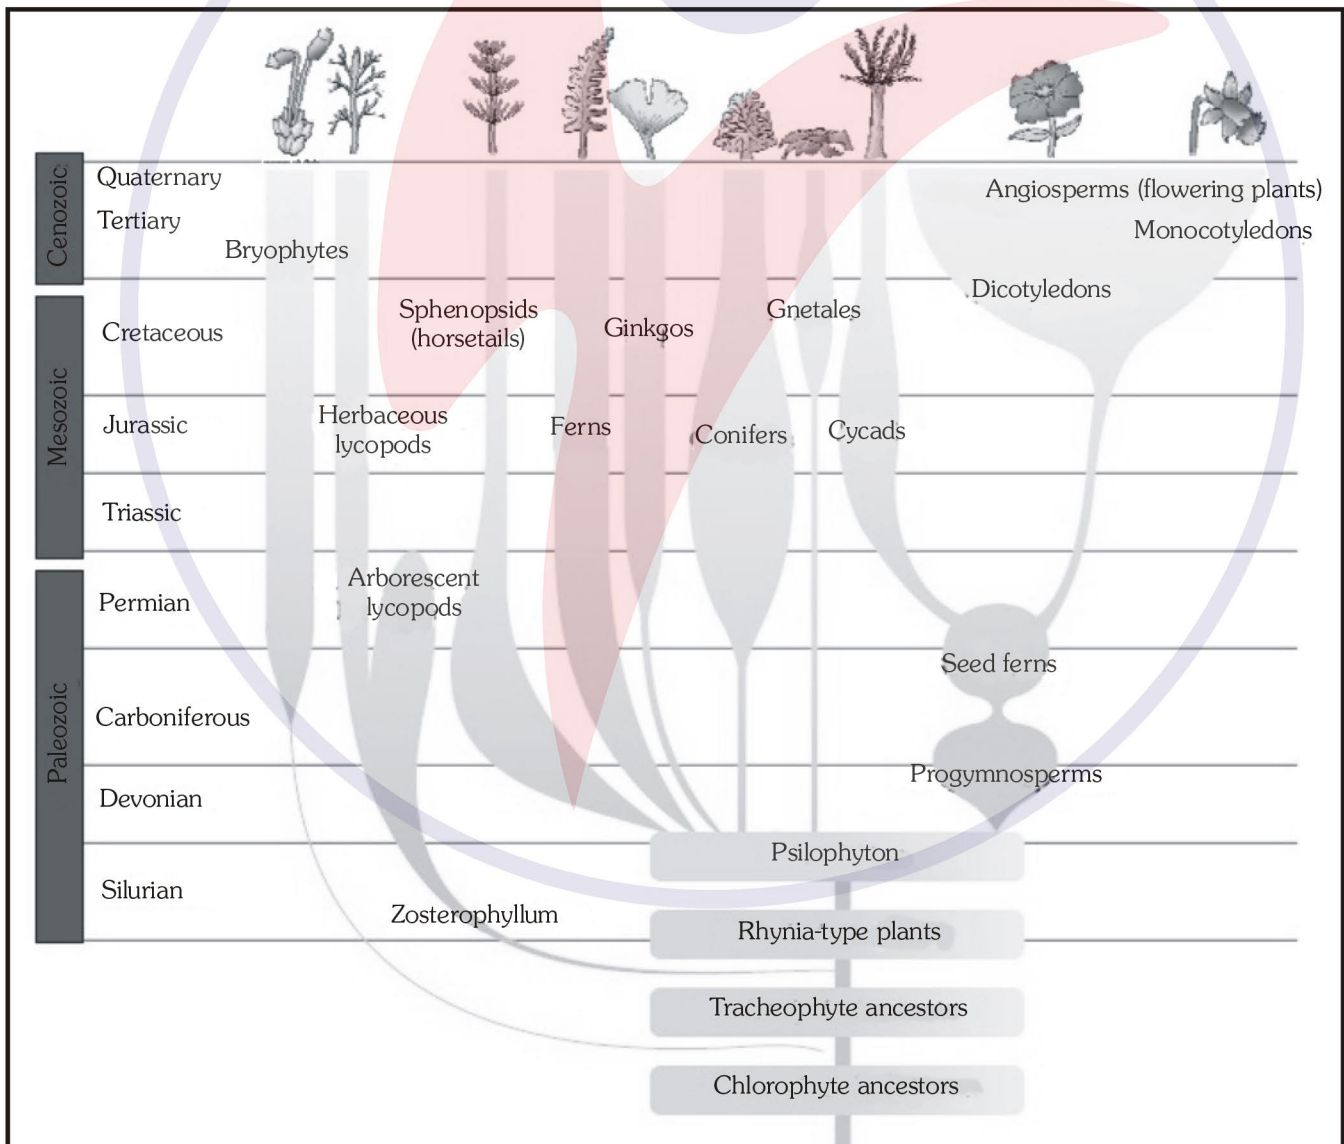 Cenozoic
Quaternary
Tertiary
Angiosperms (flowering plants)
Monocotyledons
Bryophytes
Dicotyledons
Mesozoic
Cretaceous
Sphenopsids
(horsetails)
Ginkgos
Gnetales
Jurassic
Herbaceous
lycopods
Ferns
Conifers
Cycads
Triassic
Paleozoic
Permian
Arborescent
lycopods
Seed ferns
Carboniferous
Progymnosperms
Devonian
Psilophyton
Silurian
Zosterophyllum
Rhynia-type plants
Tracheophyte ancestors
Chlorophyte ancestors